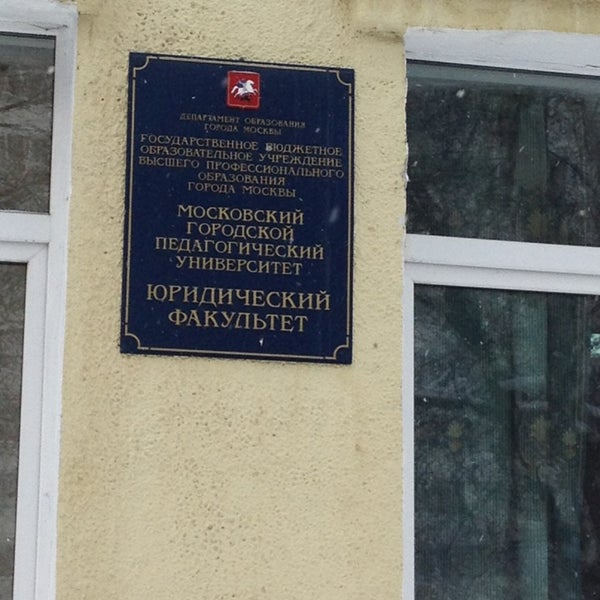 ДЕПАРТАМЕНТ ОБРАЗОВАНИЯ
ГОРОДА МОСКВЫ
ГОСУДАРСТВЕННОЕ БЮДЖЕТНОЕ
ОБРАЗОВАТЕЛЬНОЕ УЧРЕЖДЕНИЕ
ВЫСШЕГО ПРОФЕССИОНАЛЬНОГО
ОБРАЗОВАНИЯ
ГОРОДА МОСКВЫ
МОСКОВСКИЙ
ГОРОДСКОЙ
ПЕДАГОГИЧЕСКИЙ
УНИВЕРСИТЕТ
ЮРИДИЧЕСКИЙ
ФАКУЛЬТЕТ